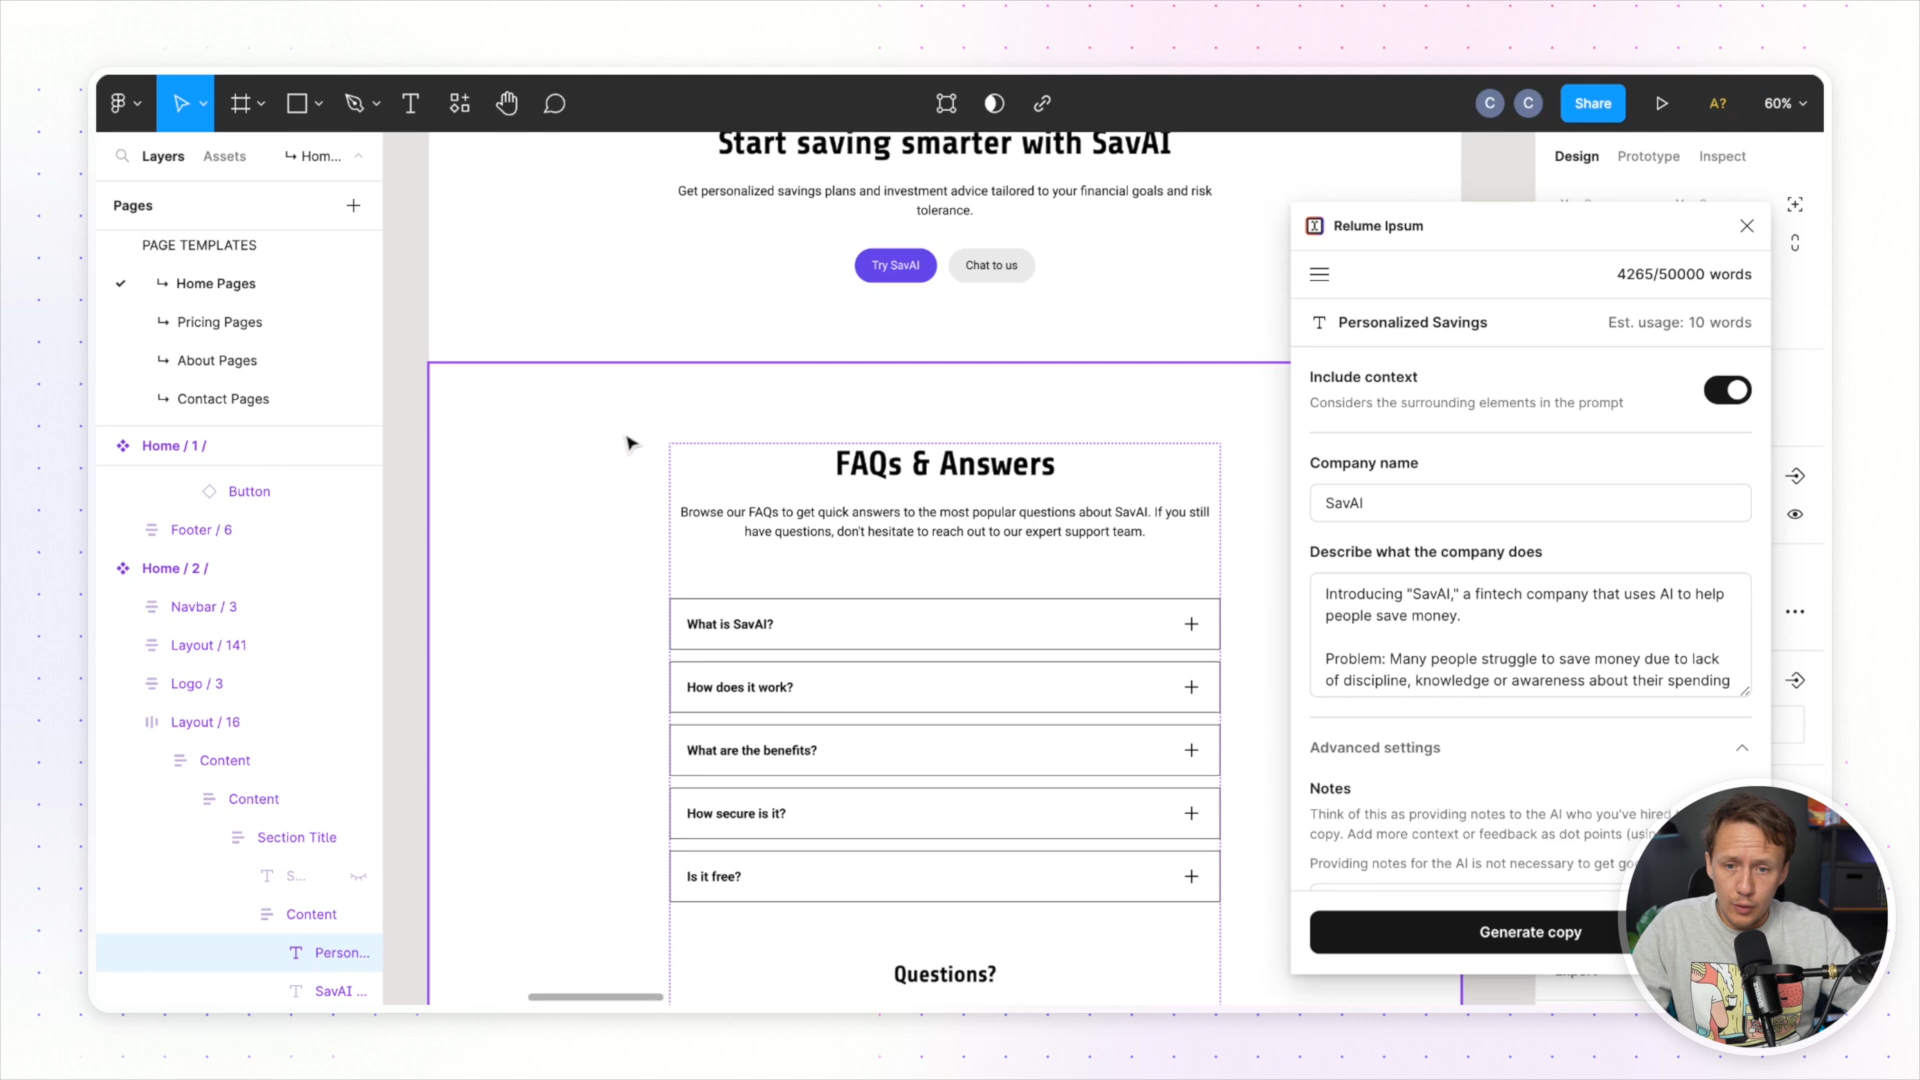 C
C
Share
A?
60%
Layers
Assets
Hom...
Pages
PAGE TEMPLATES
Home Pages
Pricing Pages
About Pages
Contact Pages
Home / 1 /
Button
Footer / 6
Home / 2 /
Navbar / 3
Layout / 141
Logo / 3
Layout / 16
Content
Content
Section Title
S...
Content
Person...
SavAI ...
Start saving smarter with SavAI
Get personalized savings plans and investment advice tailored to your financial goals and risk
tolerance.
Try SavAI
Chat to us
FAQs & Answers
Browse our FAQs to get quick answers to the most popular questions about SavAI. If you still
have questions, don't hesitate to reach out to our expert support team.
What is SavAI?
How does it work?
What are the benefits?
How secure is it?
Is it free?
Questions?
Design
Prototype
Inspect
Relume Ipsum
4265/50000 words
Personalized Savings
Est. usage: 10 words
Include context
Considers the surrounding elements in the prompt
Company name
SavAI
Describe what the company does
Introducing "SavAI," a fintech company that uses AI to help
people save money.
Problem: Many people struggle to save money due to lack
of discipline, knowledge or awareness about their spending
Advanced settings
Notes
Think of this as providing notes to the AI who you've hired
copy. Add more context or feedback as dot points
Providing notes for the AI is not necessary to get
Generate copy